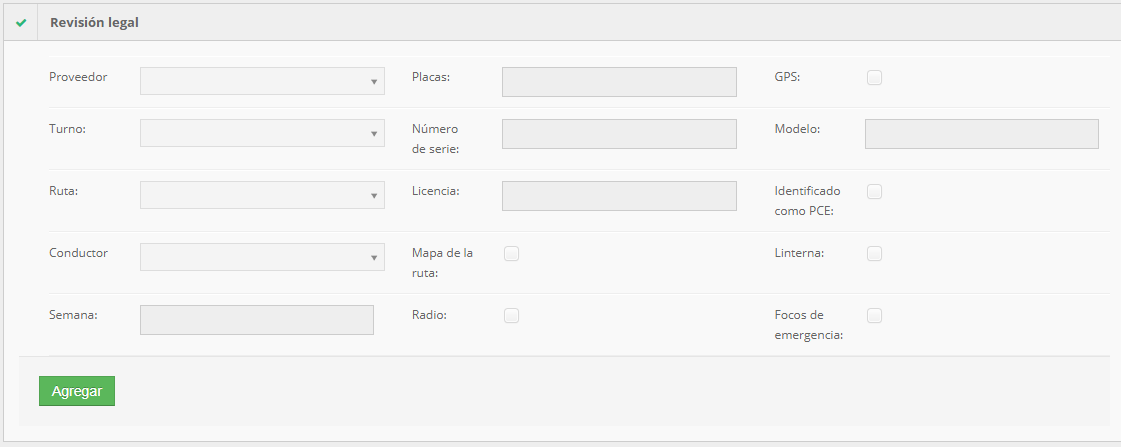 Revisión legal
Proveedor
Placas:
GPS:
Turno:
Número
de serie:
Modelo:
Ruta:
Licencia:
Identificado
como PCE:
Conductor
Mapa de la
ruta:
Linterna:
Semana:
Radio:
Focos de
emergencia:
Agregar